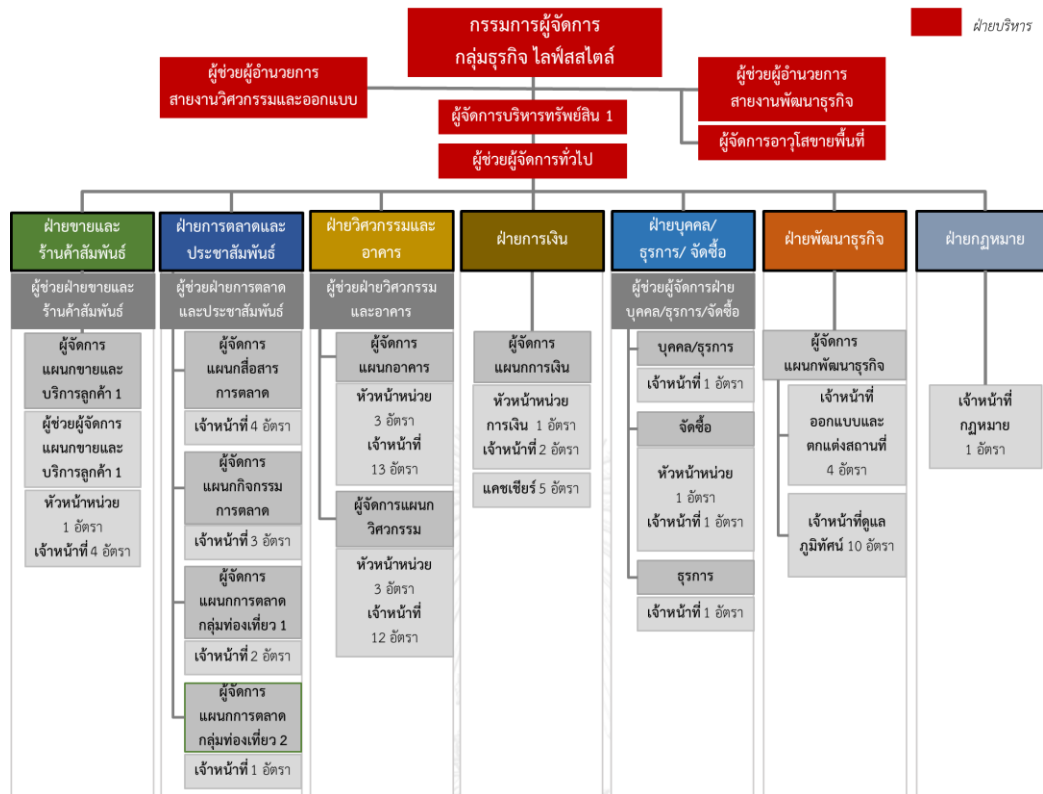 กรรมการผู้จัดการ
กลุ่มธุรกิจ ไลฟ์สสไตล์
ฝ่ายบริหาร
ผู้ช่วยผู้อำนวยการ
สายงานวิศวกรรมและออกแบบ
ผู้ช่วยผู้อำนวยการ
สายงานพัฒนาธุรกิจ
ผู้จัดการบริหารทรัพย์สิน 1
ผู้จัดการอาวุโสขายพื้นที่
ผู้ช่วยผู้จัดการทั่วไป
ฝ่ายขายและ
ร้านค้าสัมพันธ์
ผู้ช่วยฝ่ายขายและ
ร้านค้าสัมพันธ์
ผู้จัดการ
แผนกขายและ
บริการลูกค้า 1
ผู้ช่วยผู้จัดการ
แผนกขายและ
บริการลูกค้า 1
หัวหน้าหน่วย
1 อัตรา
เจ้าหน้าที่ 4 อัตรา
ฝ่ายการตลาดและ
ประชาสัมพันธ์
ผู้ช่วยฝ่ายการตลาด
และประชาสัมพันธ์
ผู้จัดการ
แผนกสื่อสาร
การตลาด
เจ้าหน้าที่ 4 อัตรา
ผู้จัดการ
แผนกกิจกรรม
การตลาด
เจ้าหน้าที่ 3 อัตรา
ผู้จัดการ
แผนกการตลาด
กลุ่มท่องเที่ยว 1
เจ้าหน้าที่ 2 อัตรา
ผู้จัดการ
แผนกการตลาด
กลุ่มท่องเที่ยว 2
เจ้าหน้าที่ 1 อัตรา
ฝ่ายวิศวกรรมและ
อาคาร
ผู้ช่วยฝ่ายวิศวกรรม
และอาคาร
ผู้จัดการ
แผนกอาคาร
หัวหน้าหน่วย
3 อัตรา
เจ้าหน้าที่
13 อัตรา
ผู้จัดการแผนก
วิศวกรรม
หัวหน้าหน่วย
3 อัตรา
เจ้าหน้าที่
12 อัตรา
ฝ่ายการเงิน
ผู้จัดการ
แผนกการเงิน
หัวหน้าหน่วย
การเงิน 1 อัตรา
เจ้าหน้าที่ 2 อัตรา
แคชเชียร์ 5 อัตรา
ฝ่ายบุคคล/
ธุรการ/ จัดซื้อ
ผู้ช่วยผู้จัดการฝ่าย
บุคคล/ธุรการ/จัดซื้อ
บุคคล/ธุรการ
เจ้าหน้าที่ 1 อัตรา
จัดซื้อ
หัวหน้าหน่วย
1 อัตรา
เจ้าหน้าที่ 1 อัตรา
ธุรการ
เจ้าหน้าที่ 1 อัตรา
ฝ่ายพัฒนาธุรกิจ
ผู้จัดการ
แผนกพัฒนาธุรกิจ
เจ้าหน้าที่
ออกแบบและ
ตกแต่งสถานที่
4 อัตรา
เจ้าหน้าที่ดูแล
ภูมิทัศน์ 10 อัตรา
ฝ่ายกฎหมาย
เจ้าหน้าที่
กฎหมาย
1 อัตรา